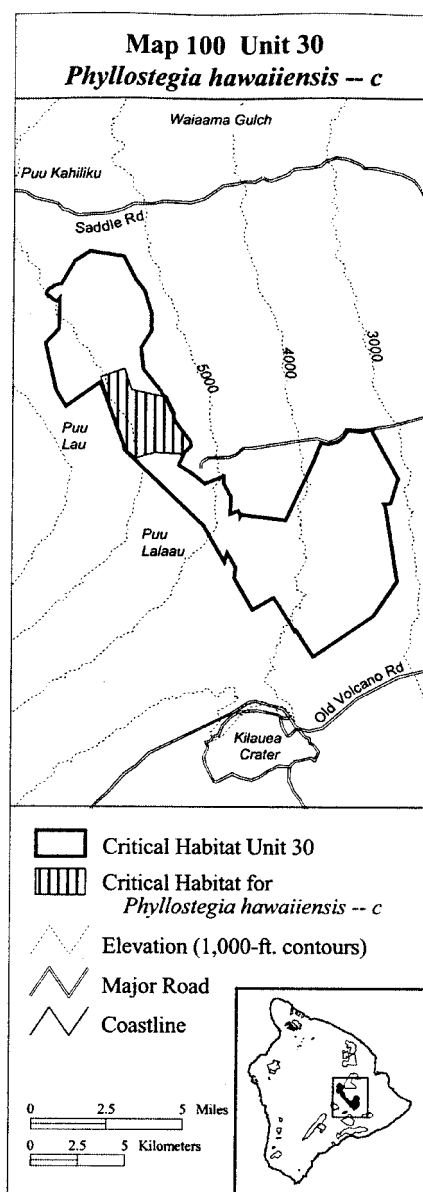 Map 100 Unit 30
Phyllostegia hawaiiensis -- c
Waiaama Gulch
Puu Kahiliku
Saddle Rd
5000
4000
3000
Puu
Lau
Puu
Lalaau
Old Volcano Rd
Kilauea
Crater
Critical Habitat Unit 30
Critical Habitat for
Phyllostegia hawaiiensis -- c
Elevation (1,000-ft. contours)
Major Road
Coastline
0 2.5 5 Miles
0 2.5 5 Kilometers